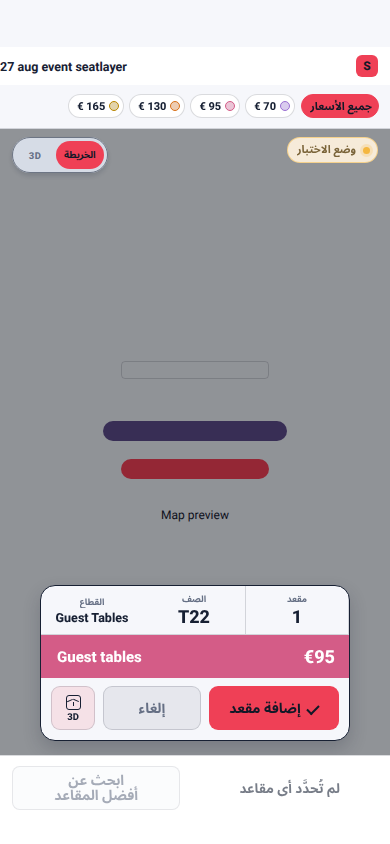 27 aug event seatlayer
S
جميع الأسعار
€ 70
€ 95
€ 130
€ 165
وضع الاختبار
الخريطة
3D
Map preview
مقعد
1
الصف
T22
القطاع
Guest Tables
Guest tables
€95
إضافة مقعد
إلغاء
3D
لم تُحدَّد أي مقاعد
ابحث عن
أفضل المقاعد